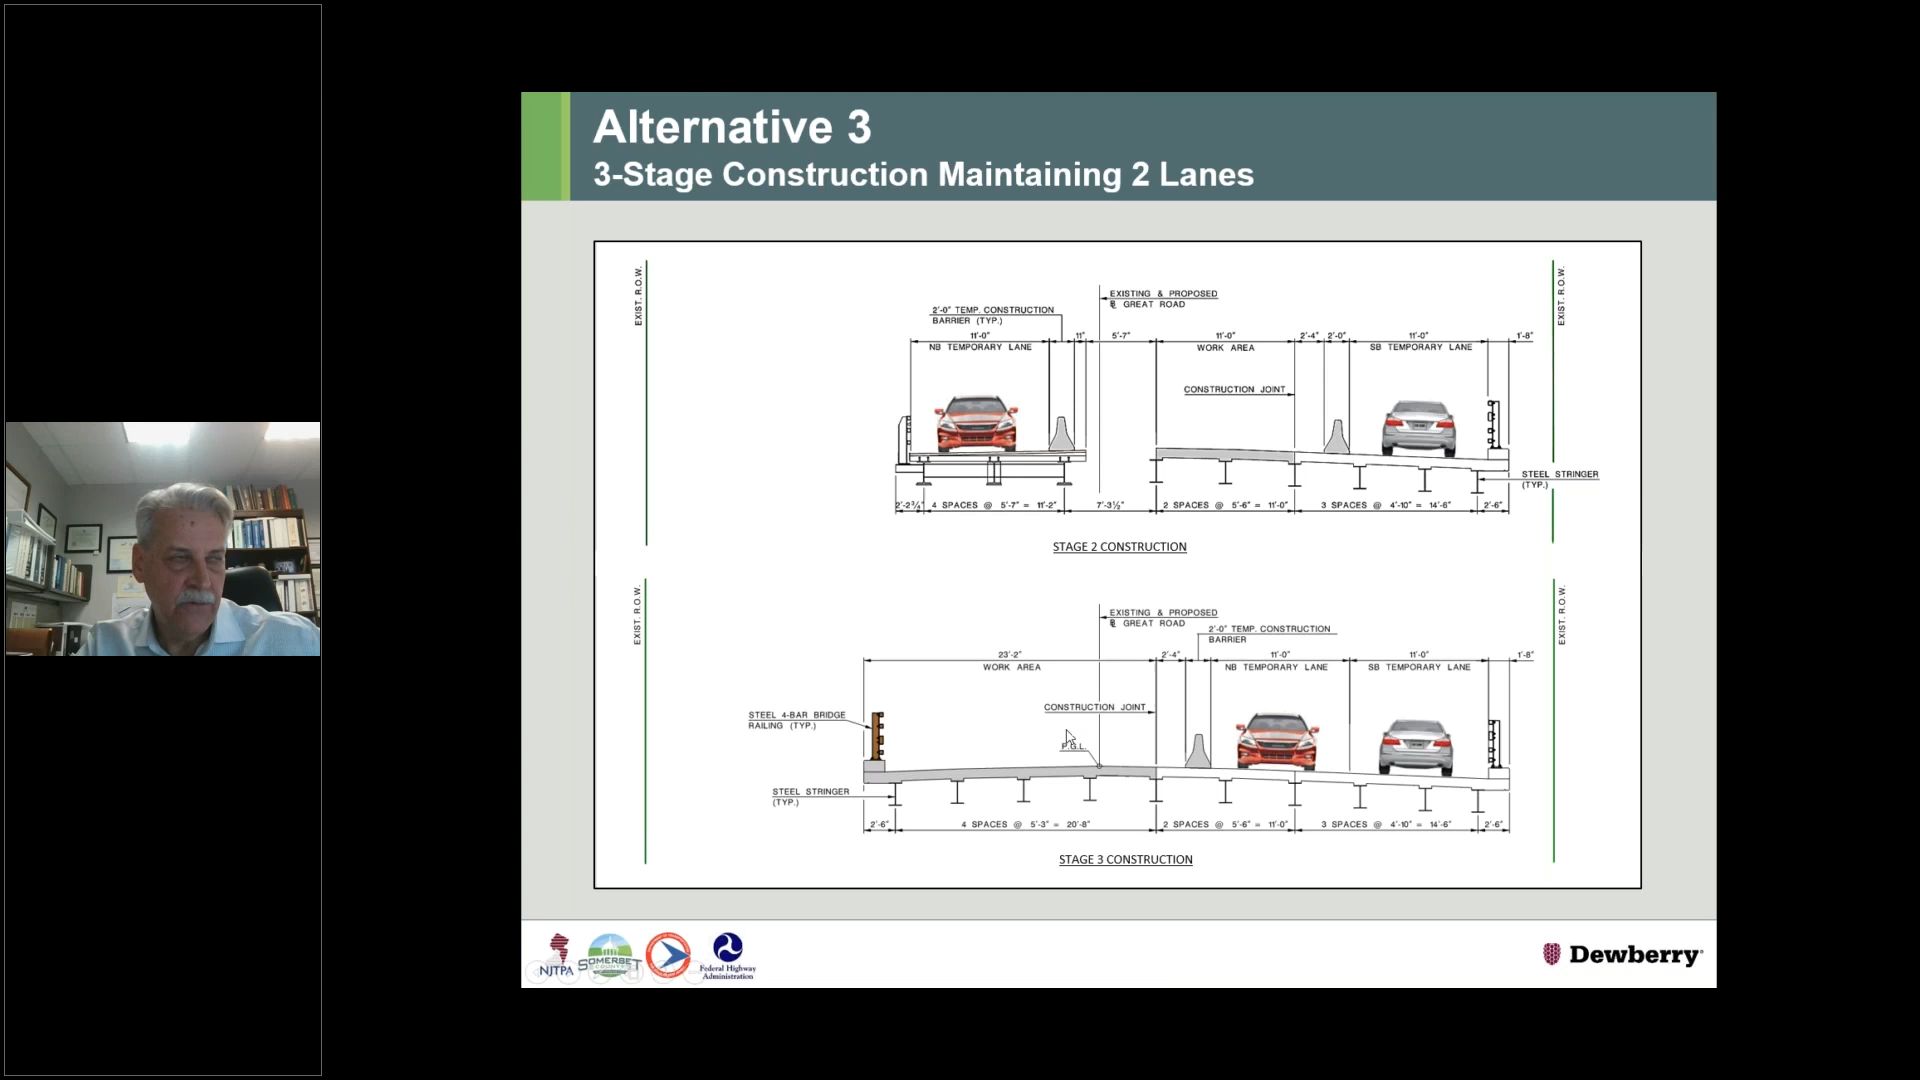 Alternative 3
3-Stage Construction Maintaining 2 Lanes
EXIST. R.O.W.
EXIST. R.O.W.
EXISTING & PROPOSED
℄ GREAT ROAD
2'-0" TEMP. CONSTRUCTION
BARRIER (TYP.)
11'-0" 11" 5'-7" 11'-0" 2'-4" 2'-0" 11'-0" 1'-8"
NB TEMPORARY LANE WORK AREA SB TEMPORARY LANE
CONSTRUCTION JOINT
STEEL STRINGER
(TYP.)
2'-2¾" 4 SPACES @ 5'-7" = 11'-2" 7'-3½" 2 SPACES @ 5'-6" = 11'-0" 3 SPACES @ 4'-10" = 14'-6" 2'-6"
STAGE 2 CONSTRUCTION
EXIST. R.O.W.
EXIST. R.O.W.
EXISTING & PROPOSED
℄ GREAT ROAD
2'-0" TEMP. CONSTRUCTION
BARRIER
23'-2" 2'-4" 11'-0" 11'-0" 1'-8"
WORK AREA NB TEMPORARY LANE SB TEMPORARY LANE
CONSTRUCTION JOINT
STEEL 4-BAR BRIDGE
RAILING (TYP.)
P.G.L.
STEEL STRINGER
(TYP.)
2'-6" 4 SPACES @ 5'-3" = 20'-8" 2 SPACES @ 5'-6" = 11'-0" 3 SPACES @ 4'-10" = 14'-6" 2'-6"
STAGE 3 CONSTRUCTION
NJTPA
SOMERSET
Federal Highway
Administration
Dewberry